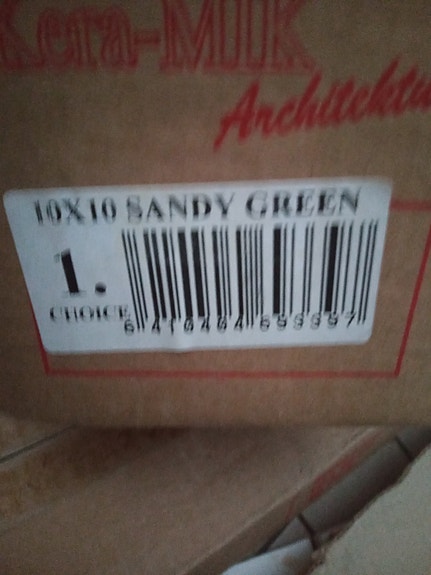 Kera-MIK
Architektu
10X10 SANDY GREEN
1.
CHOICE